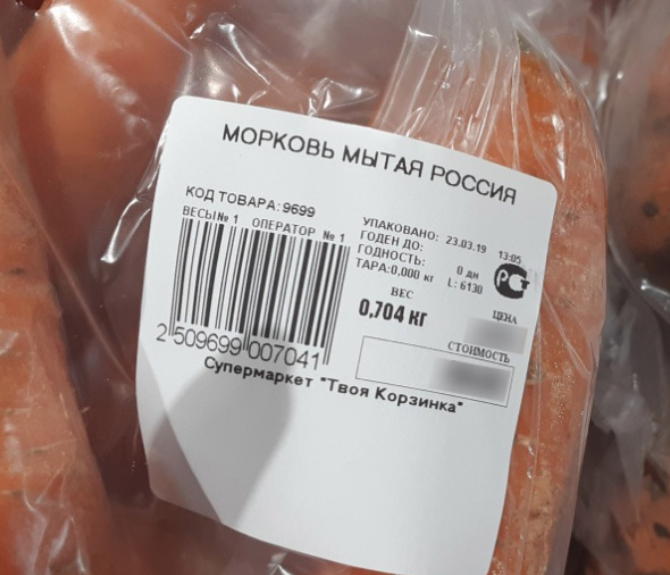 МОРКОВЬ МЫТАЯ РОССИЯ
КОД ТОВАРА: 9699
ВЕСЫ № 1 ОПЕРАТОР № 1
УПАКОВАНО: 23.03.19 13:05
ГОДЕН ДО:
ГОДНОСТЬ: 0 дн
ТАРА:0,000 кг L: 6130
РСТ
ВЕС
0,704 КГ
ЦЕНА
СТОИМОСТЬ
2 509699 007041
Супермаркет "Твоя Корзинка"